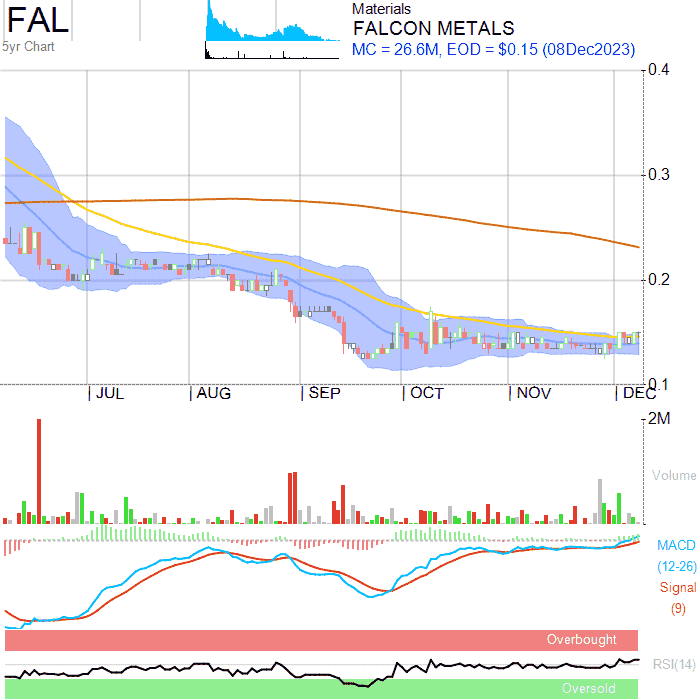 FAL
5yr Chart
Materials
FALCON METALS
MC = 26.6M, EOD = $0.15 (08Dec2023)
0.4
0.3
0.2
0.1
JUL AUG SEP OCT NOV DEC
2M
Volume
MACD
(12-26)
Signal
(9)
Overbought
RSI(14)
Oversold